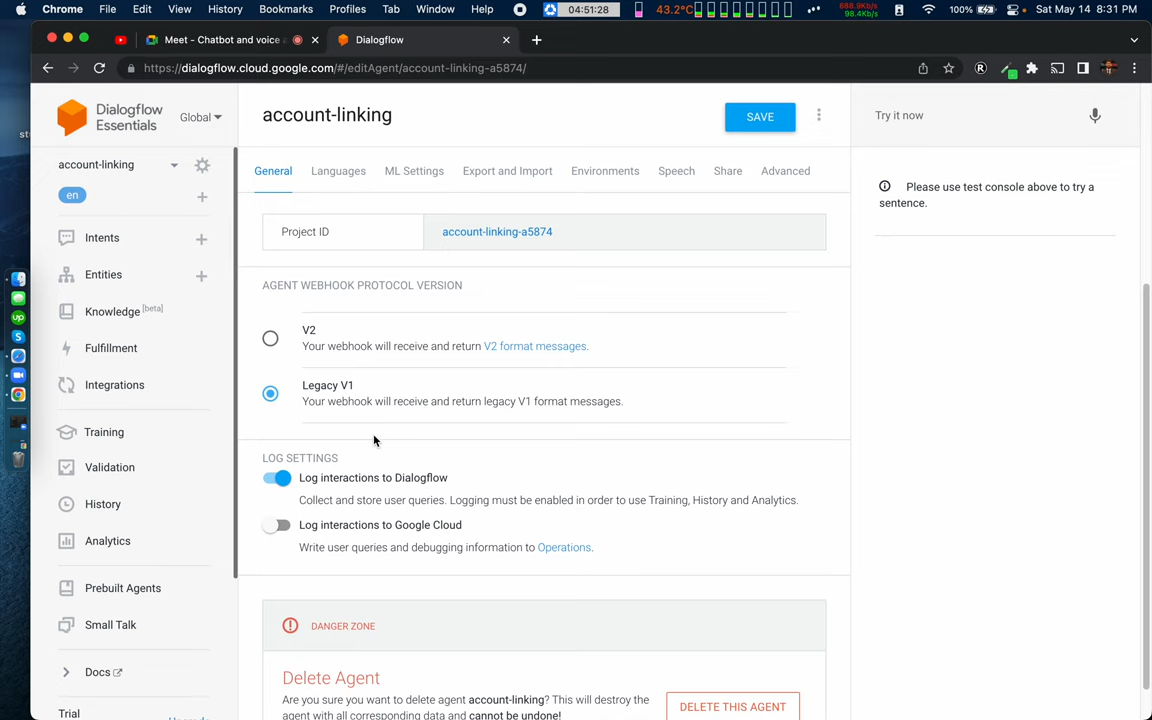 Chrome File Edit View History Bookmarks Profiles Tab Window Help 04:51:28 43.2°C 888.9Kb/s 98.4Kb/s 100% Sat May 14 8:31 PM
Meet - Chatbot and voice
Dialogflow
https://dialogflow.cloud.google.com/#/editAgent/account-linking-a5874/
Dialogflow
Essentials
Global
account-linking
SAVE
Try it now
account-linking
en
General Languages ML Settings Export and Import Environments Speech Share Advanced
Please use test console above to try a
sentence.
Intents
Entities
Knowledge [beta]
Fulfillment
Integrations
Training
Validation
History
Analytics
Prebuilt Agents
Small Talk
Docs
Trial
Project ID
account-linking-a5874
AGENT WEBHOOK PROTOCOL VERSION
V2
Your webhook will receive and return V2 format messages.
Legacy V1
Your webhook will receive and return legacy V1 format messages.
LOG SETTINGS
Log interactions to Dialogflow
Collect and store user queries. Logging must be enabled in order to use Training, History and Analytics.
Log interactions to Google Cloud
Write user queries and debugging information to Operations.
DANGER ZONE
Delete Agent
Are you sure you want to delete agent account-linking? This will destroy the
agent with all corresponding data and cannot be undone!
DELETE THIS AGENT